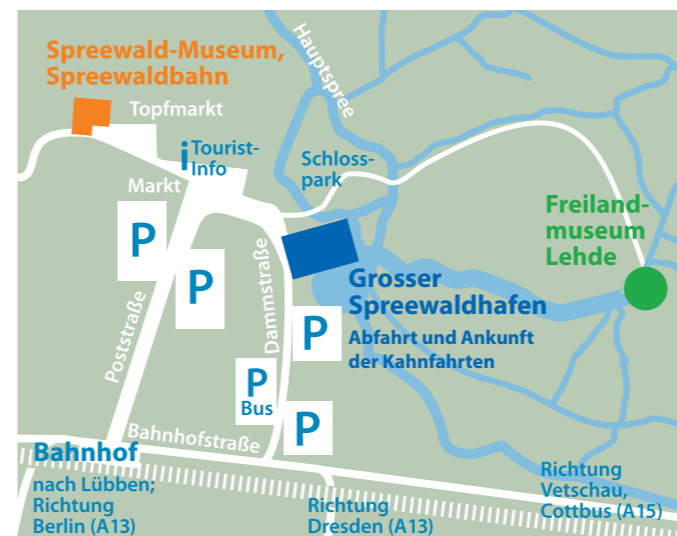 Spreewald-Museum,
Spreewaldbahn
Hauptspree
Topfmarkt
i Tourist-
Info
Schloss-
park
Markt
P
P
Freiland-
museum
Lehde
Dammstraße
Grosser
Spreewaldhafen
Abfahrt und Ankunft
der Kahnfahrten
Poststraße
P
P
Bus
P
Bahnhofstraße
Bahnhof
nach Lübben;
Richtung
Berlin (A13)
Richtung
Dresden (A13)
Richtung
Vetschau,
Cottbus (A15)